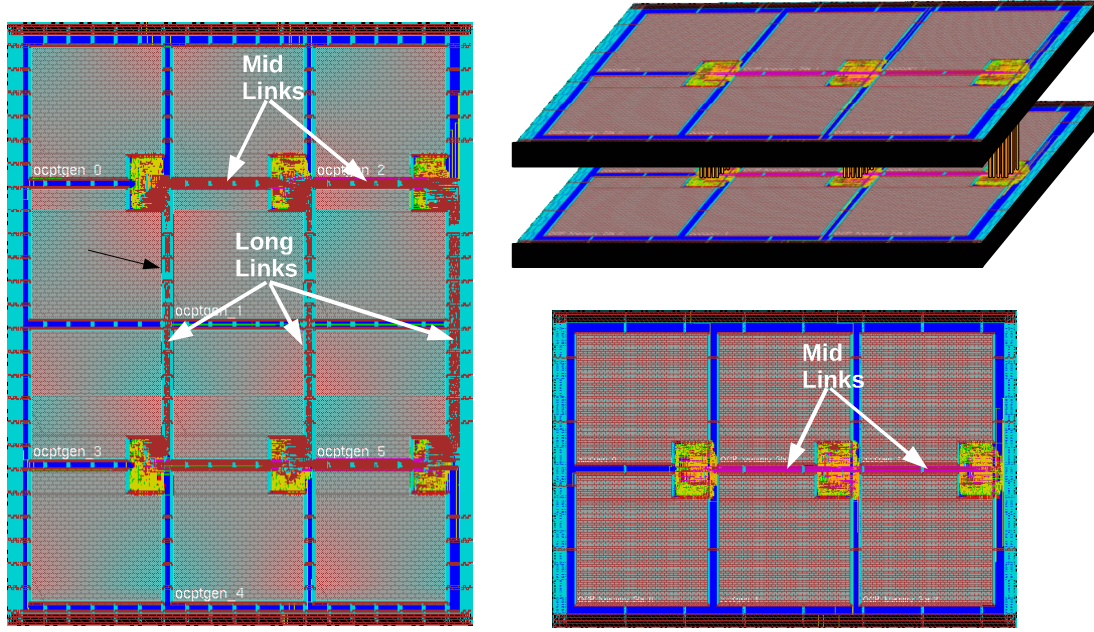 Mid
Links
ocptgen_0
ocptgen_2
Long
Links
ocptgen_1
ocptgen_3
ocptgen_5
ocptgen_4
Mid
Links